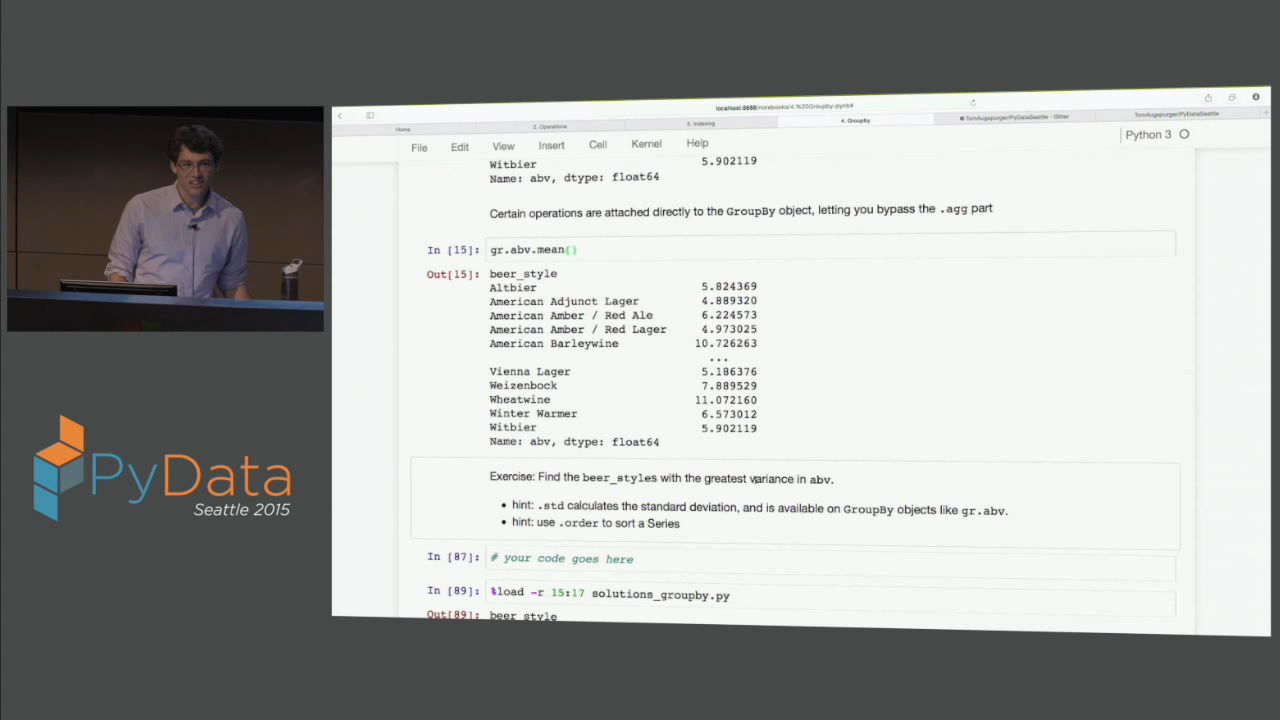 localhost:8888/notebooks/4.%20Groupby.ipynb#
Home
2. Operations
3. Indexing
4. Groupby
TomAugspurger/PyDataSeattle - Gitter
TomAugspurger/PyDataSeattle
File Edit View Insert Cell Kernel Help
Python 3
Witbier 5.902119
Name: abv, dtype: float64
Certain operations are attached directly to the GroupBy object, letting you bypass the .agg part
In [15]: gr.abv.mean()
Out[15]: beer_style
Altbier 5.824369
American Adjunct Lager 4.889320
American Amber / Red Ale 6.224573
American Amber / Red Lager 4.973025
American Barleywine 10.726263
...
Vienna Lager 5.186376
Weizenbock 7.889529
Wheatwine 11.072160
Winter Warmer 6.573012
Witbier 5.902119
Name: abv, dtype: float64
Exercise: Find the beer_styles with the greatest variance in abv.
• hint: .std calculates the standard deviation, and is available on GroupBy objects like gr.abv.
• hint: use .order to sort a Series
In [87]: # your code goes here
In [89]: %load -r 15:17 solutions_groupby.py
Out[89]: beer_style
PyData
Seattle 2015